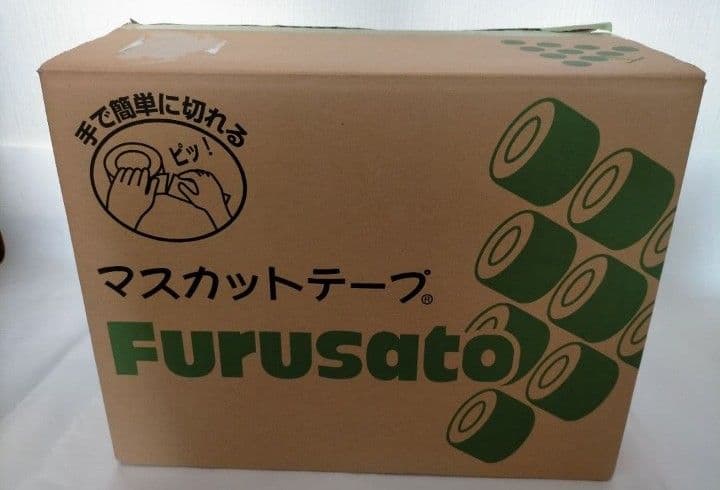 手で簡単に切れる
ピッ!
マスカットテープ®
Furusato